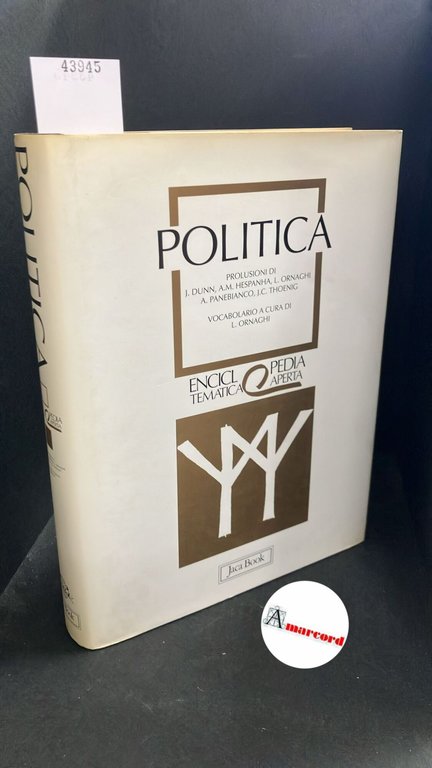 43945
POLITICA
POLITICA
PROLUSIONI DI
J. DUNN, A.M. HESPANHA, L. ORNAGHI
A. PANEBIANCO, J.C. THOENIG
VOCABOLARIO A CURA DI
L. ORNAGHI
ENCICL PEDIA
TEMATICA APERTA
Jaca Book
Amarcord